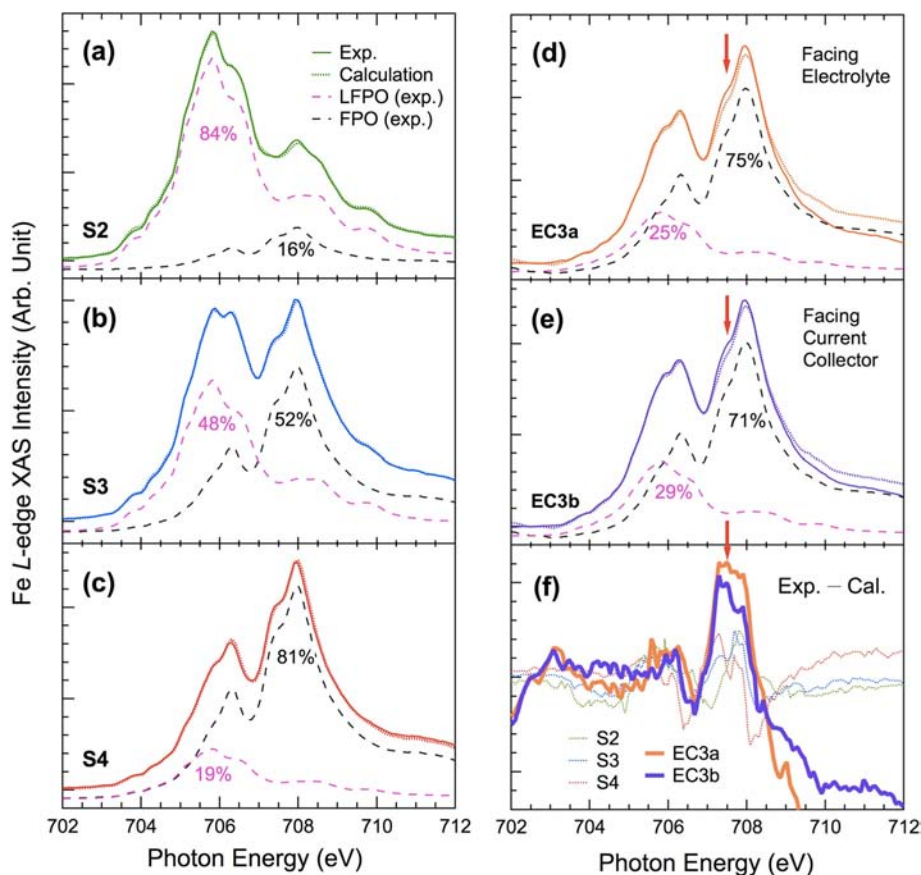 Fe L-edge XAS Intensity (Arb. Unit)
(a)
Exp.
Calculation
LFPO (exp.)
FPO (exp.)
84%
S2
16%
(b)
48%
52%
S3
(c)
81%
S4
19%
702 704 706 708 710 712
Photon Energy (eV)
(d)
Facing
Electrolyte
75%
EC3a
25%
(e)
Facing
Current
Collector
71%
EC3b
29%
(f)
Exp. – Cal.
S2
S3
S4
EC3a
EC3b
702 704 706 708 710 712
Photon Energy (eV)